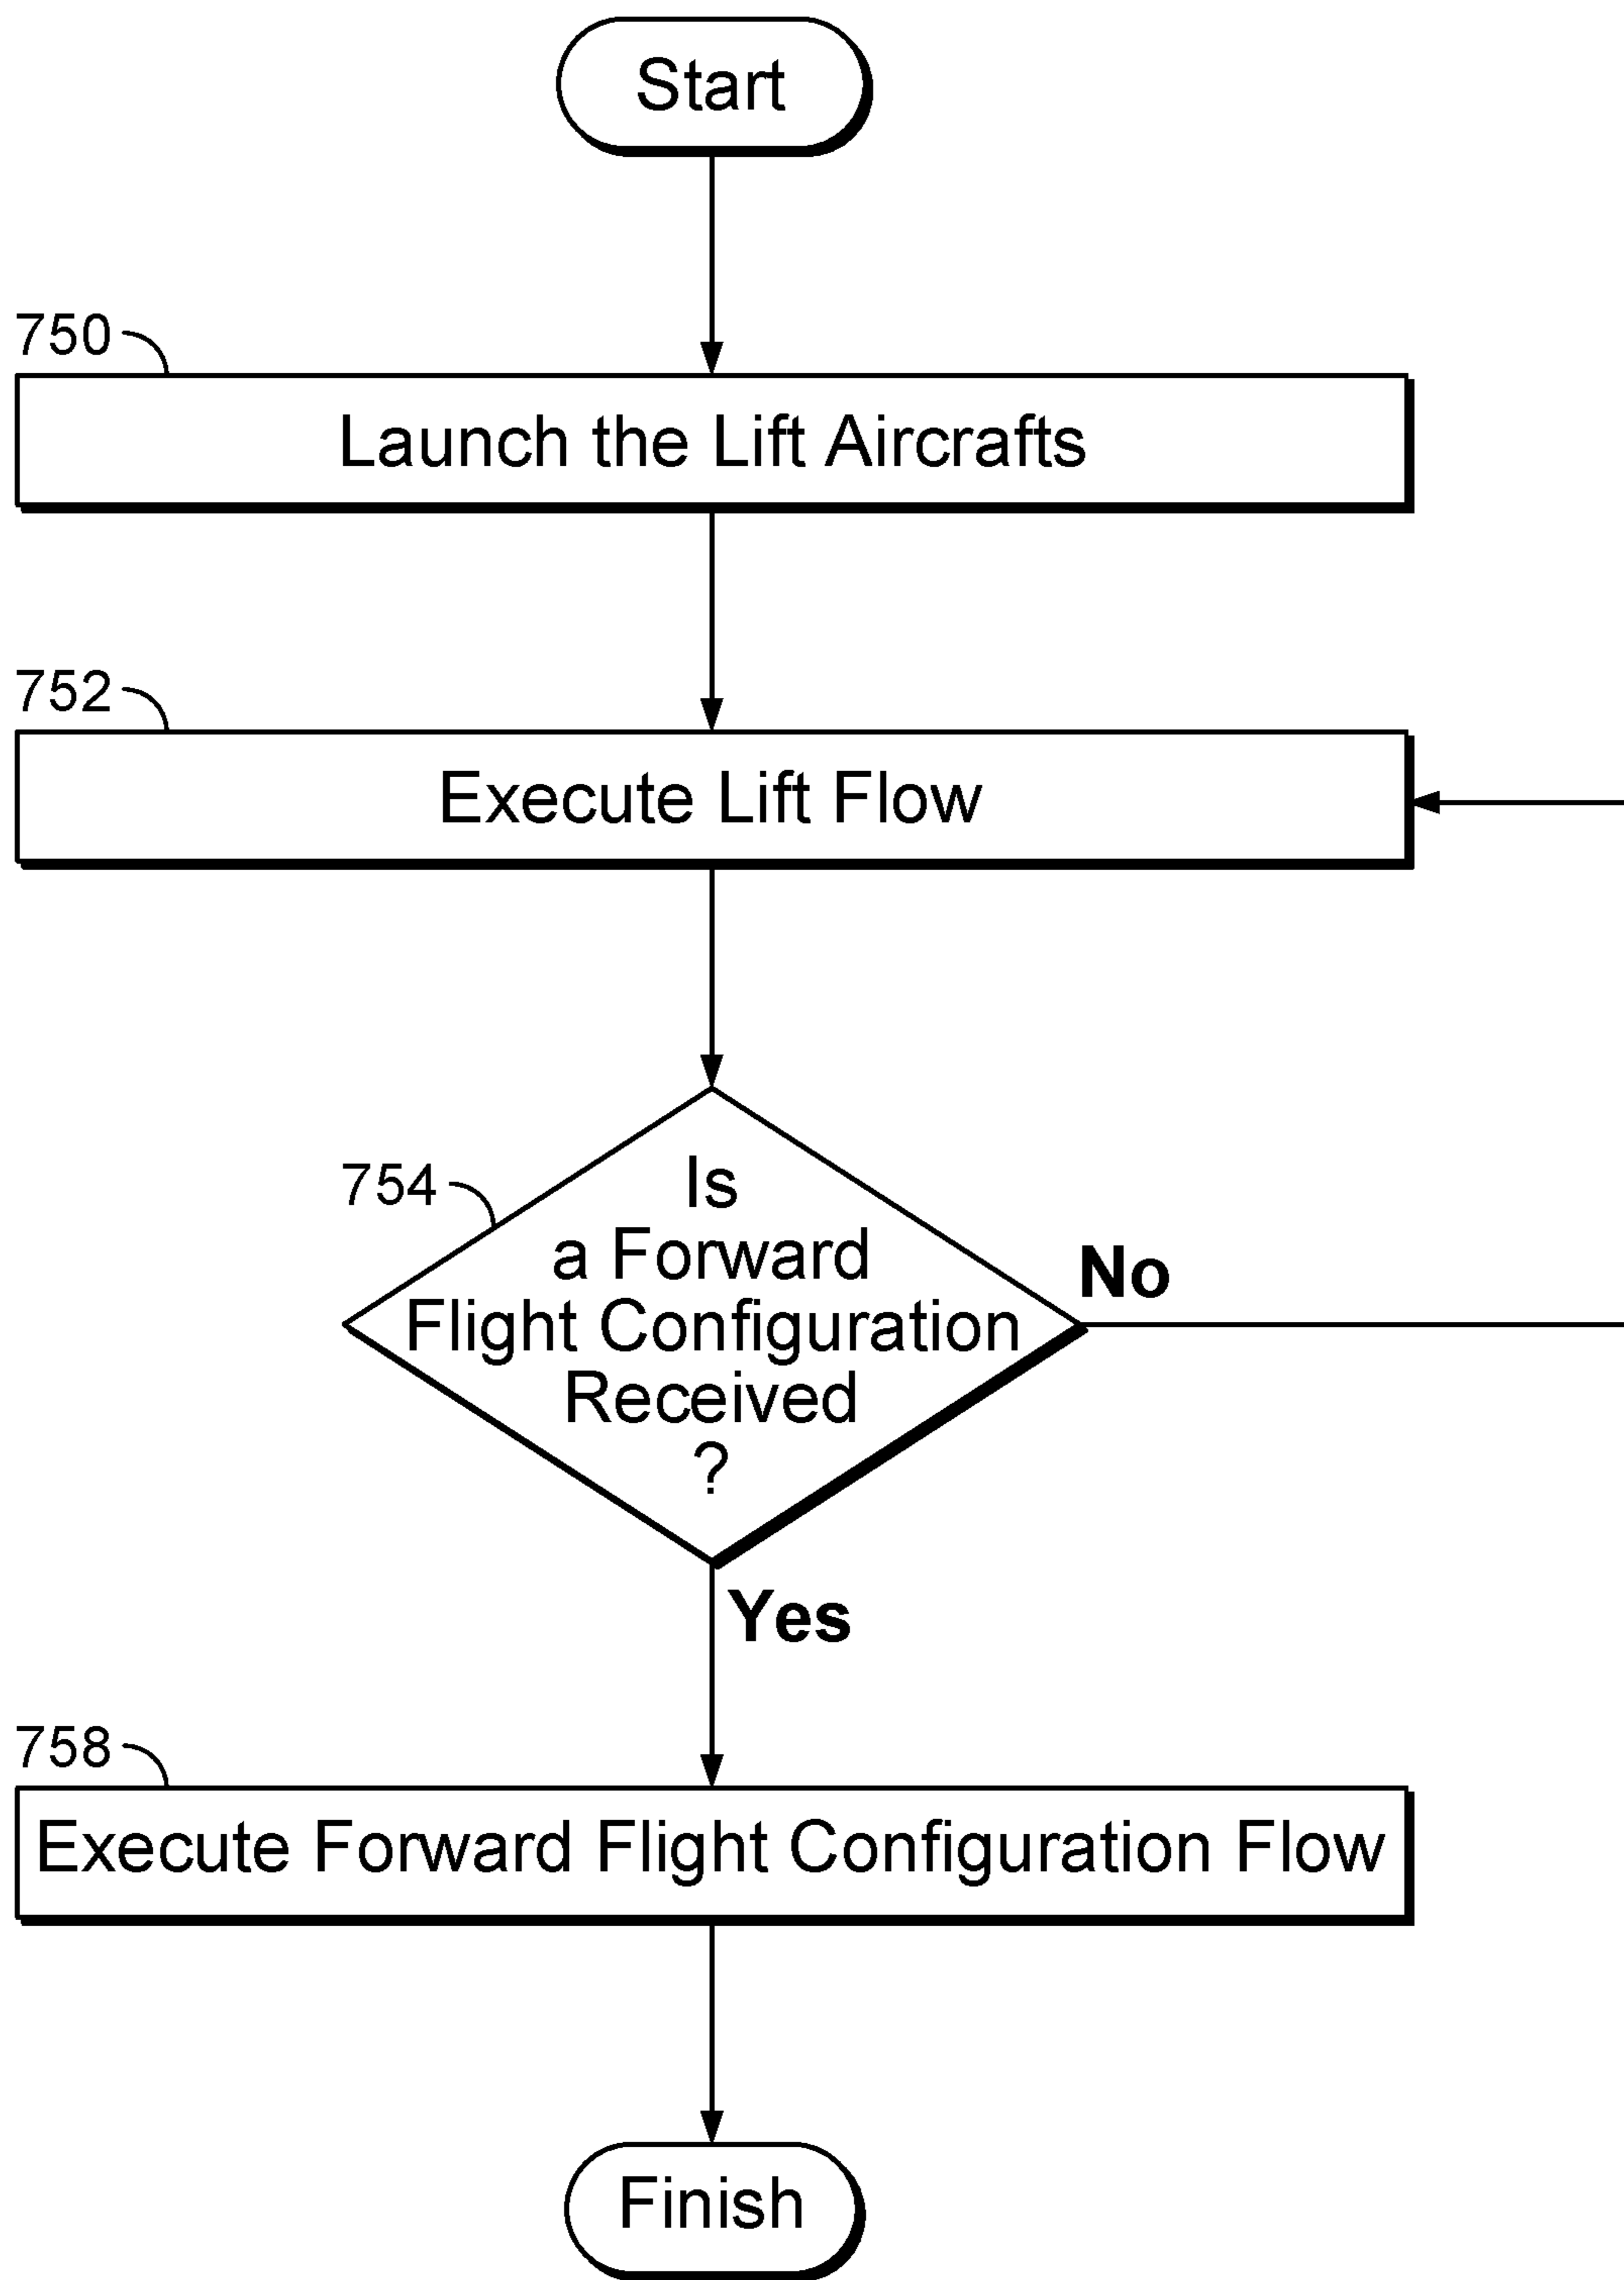 Start
750
Launch the Lift Aircrafts
752
Execute Lift Flow
754
Is
a Forward
Flight Configuration
Received
?
No
Yes
758
Execute Forward Flight Configuration Flow
Finish